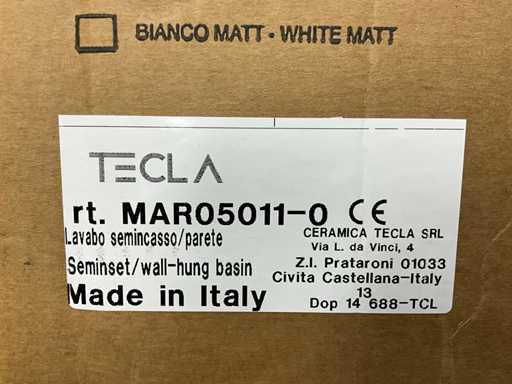 BIANCO MATT - WHITE MATT
TECLA
rt. MAR05011-0 CE
Lavabo semincasso/parete
CERAMICA TECLA SRL
Via L. da Vinci, 4
Seminset/wall-hung basin
Z.I. Prataroni 01033
Civita Castellana-Italy
Made in Italy
13
Dop 14 688-TCL